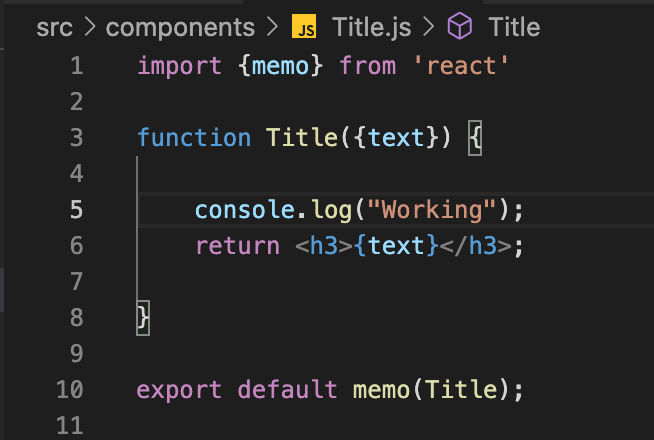 src > components > JS Title.js > Title
1 import {memo} from 'react'
2
3 function Title({text}) {
4
5 console.log("Working");
6 return <h3>{text}</h3>;
7
8 }
9
10 export default memo(Title);
11